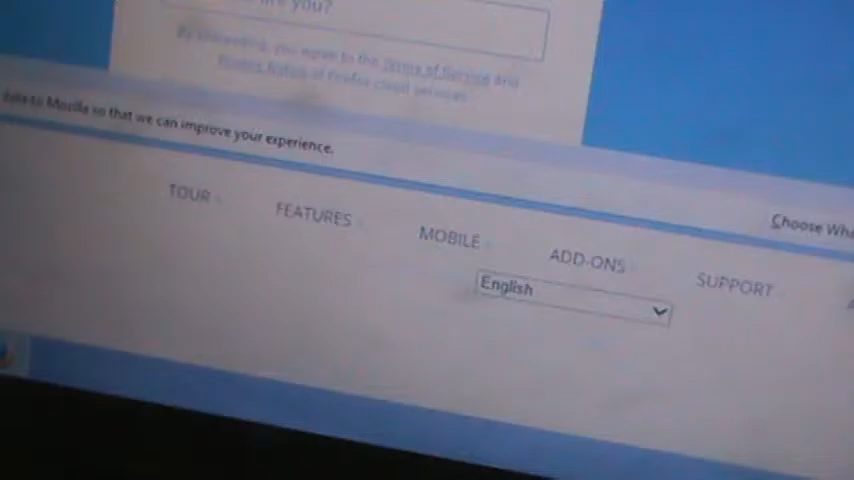 are you?
By proceeding, you agree to the Terms of Service and
Privacy Notice of Firefox cloud services.
data to Mozilla so that we can improve your experience.
Choose Wha
TOUR
FEATURES
MOBILE
ADD-ONS
SUPPORT
English